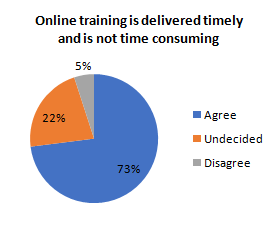 Online training is delivered timely
and is not time consuming
5%
22%
73%
Agree
Undecided
Disagree